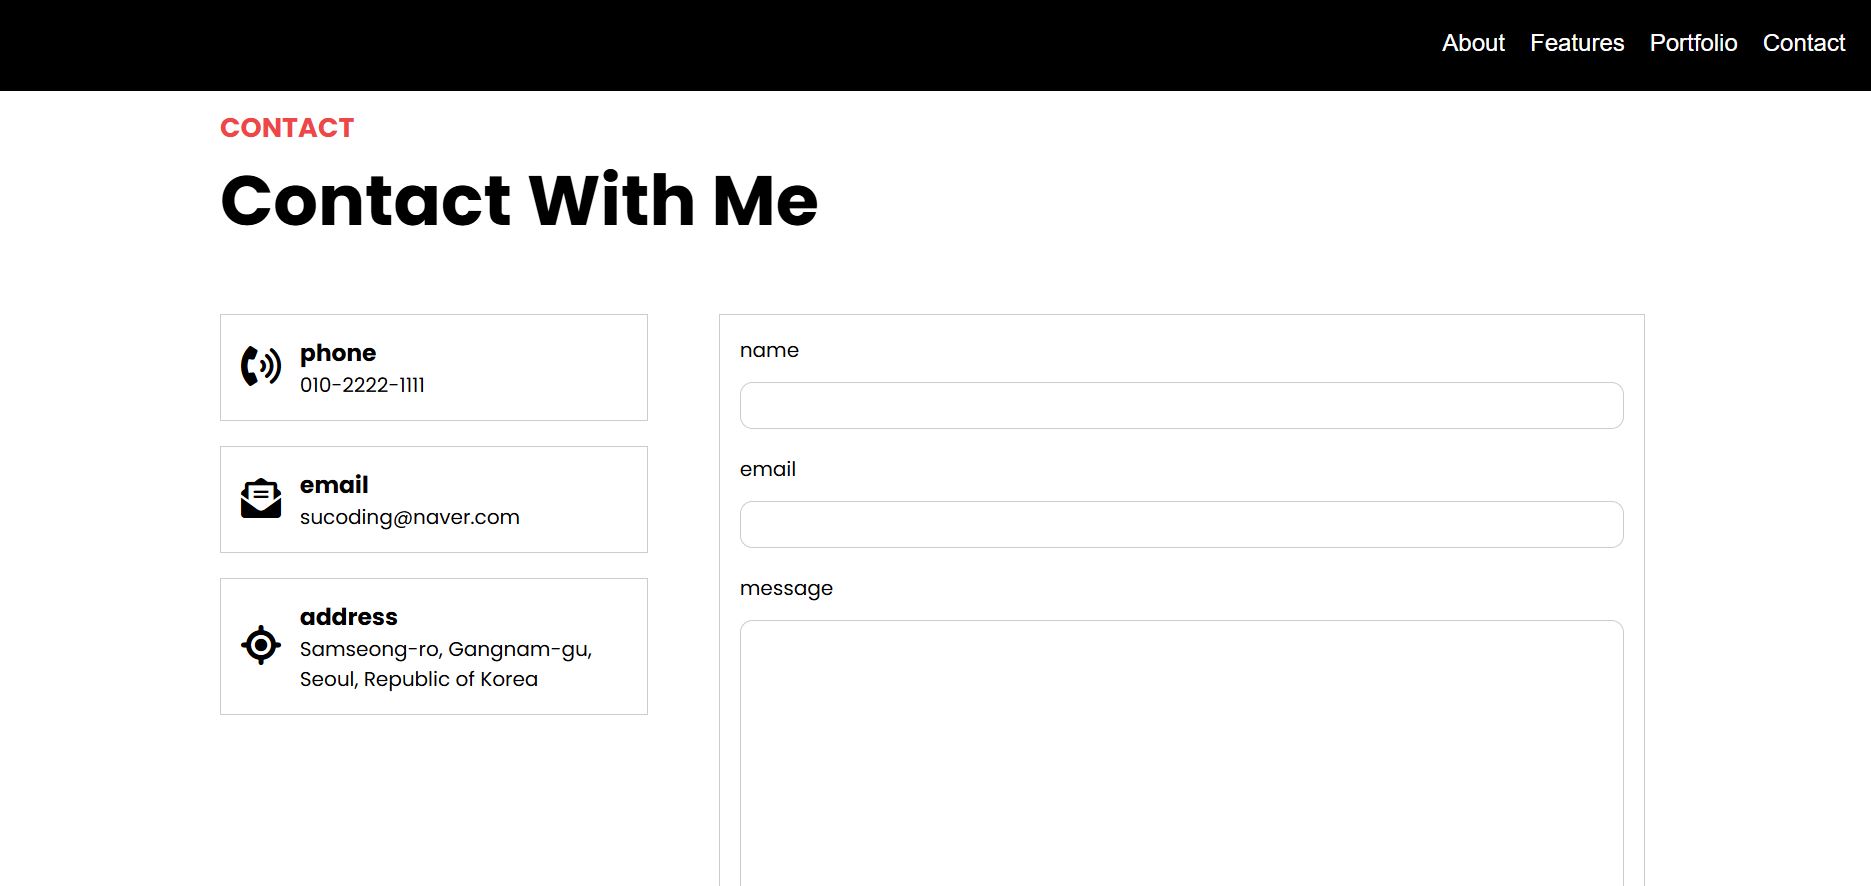 About Features Portfolio Contact
CONTACT
Contact With Me
phone
010-2222-1111
email
sucoding@naver.com
address
Samseong-ro, Gangnam-gu,
Seoul, Republic of Korea
name
email
message